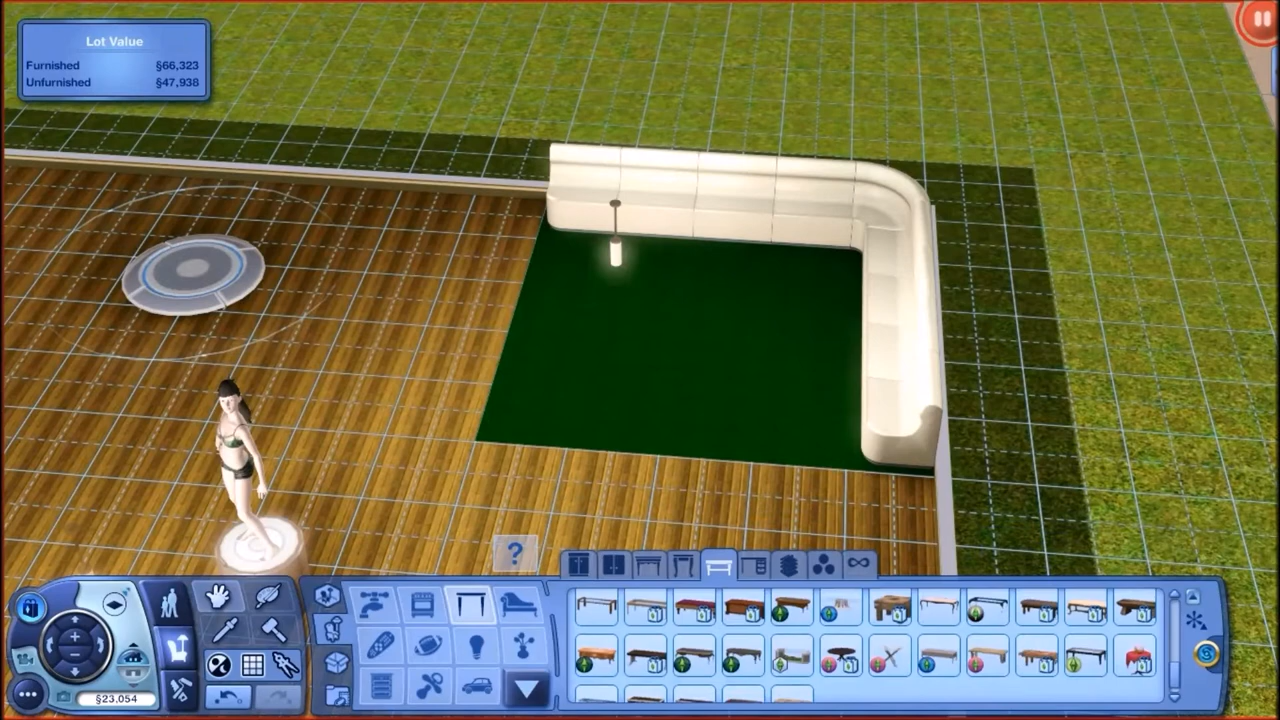 Lot Value
Furnished §66,323
Unfurnished §47,938
?
§23,054